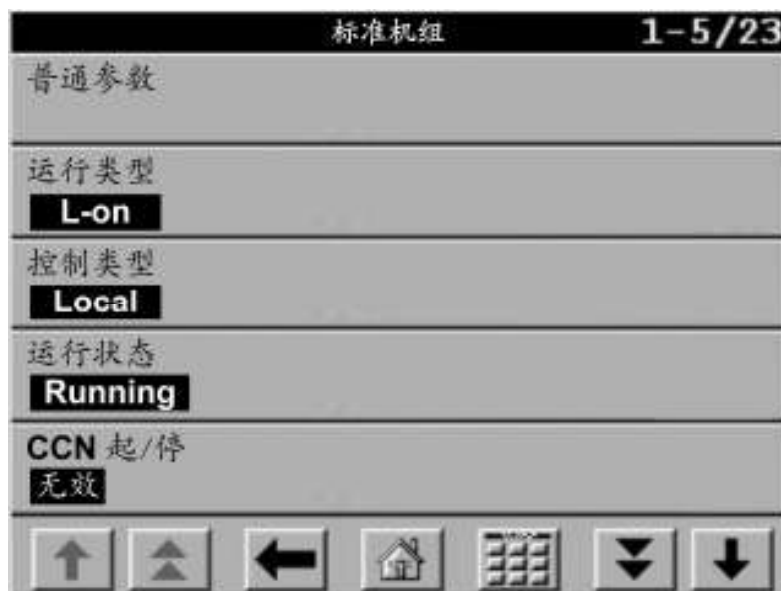 标准机组 1-5/23
普通参数
运行类型
L-on
控制类型
Local
运行状态
Running
CCN 起/停
无效